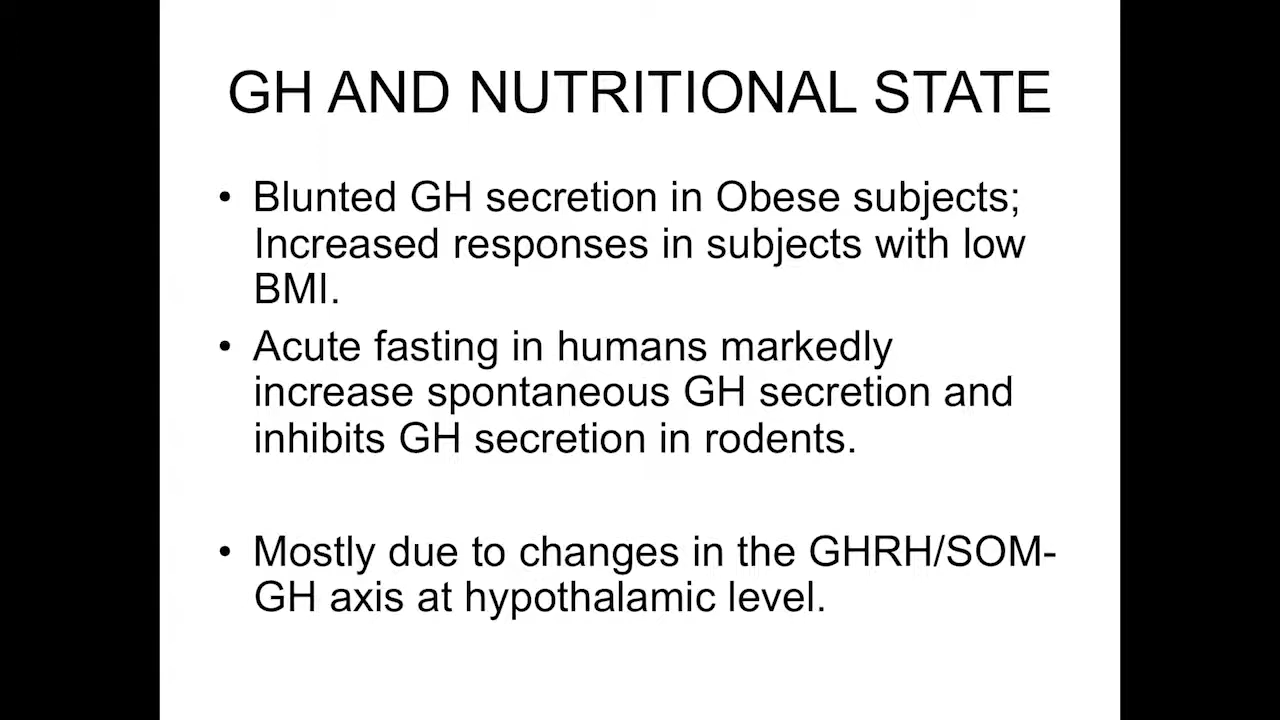 GH AND NUTRITIONAL STATE
• Blunted GH secretion in Obese subjects;
Increased responses in subjects with low
BMI.
• Acute fasting in humans markedly
increase spontaneous GH secretion and
inhibits GH secretion in rodents.
• Mostly due to changes in the GHRH/SOM-
GH axis at hypothalamic level.